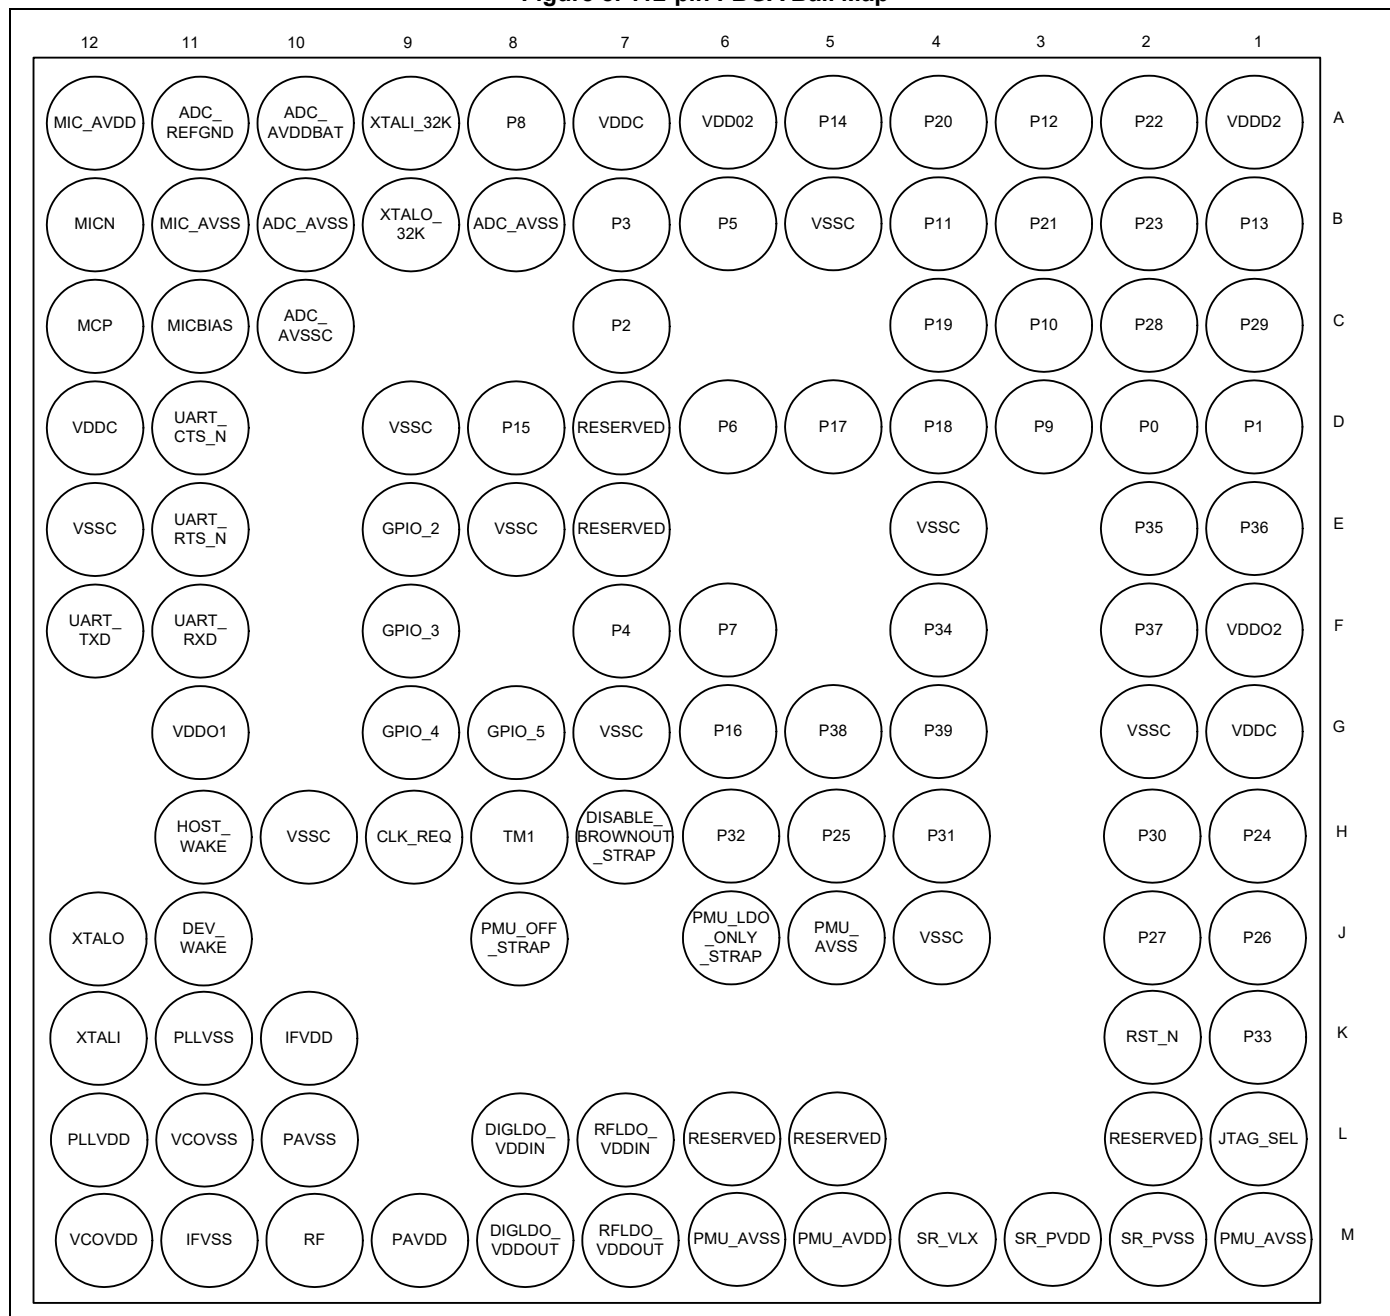 Figure 112-pin FBGA Ball Map
12 11 10 9 8 7 6 5 4 3 2 1
MIC_AVDD ADC_ REFGND ADC_ AVDDBAT XTALI_32K P8 VDDC VDD02 P14 P20 P12 P22 VDDD2 A
MICN MIC_AVSS ADC_AVSS XTALO_ 32K ADC_AVSS P3 P5 VSSC P11 P21 P23 P13 B
MCP MICBIAS ADC_ AVSSC P2 P19 P10 P28 P29 C
VDDC UART_ CTS_N VSSC P15 RESERVED P6 P17 P18 P9 P0 P1 D
VSSC UART_ RTS_N GPIO_2 VSSC RESERVED VSSC P35 P36 E
UART_ TXD UART_ RXD GPIO_3 P4 P7 P34 P37 VDDO2 F
VDDO1 GPIO_4 GPIO_5 VSSC P16 P38 P39 VSSC VDDC G
HOST_ WAKE VSSC CLK_REQ TM1 DISABLE_ BROWNOUT _STRAP P32 P25 P31 P30 P24 H
XTALO DEV_ WAKE PMU_OFF _STRAP PMU_LDO _ONLY _STRAP PMU_ AVSS VSSC P27 P26 J
XTALI PLLVSS IFVDD RST_N P33 K
PLLVDD VCOVSS PAVSS DIGLDO_ VDDIN RFLDO_ VDDIN RESERVED RESERVED RESERVED JTAG_SEL L
VCOVDD IFVSS RF PAVDD DIGLDO_ VDDOUT RFLDO_ VDDOUT PMU_AVSS PMU_AVDD SR_VLX SR_PVDD SR_PVSS PMU_AVSS M